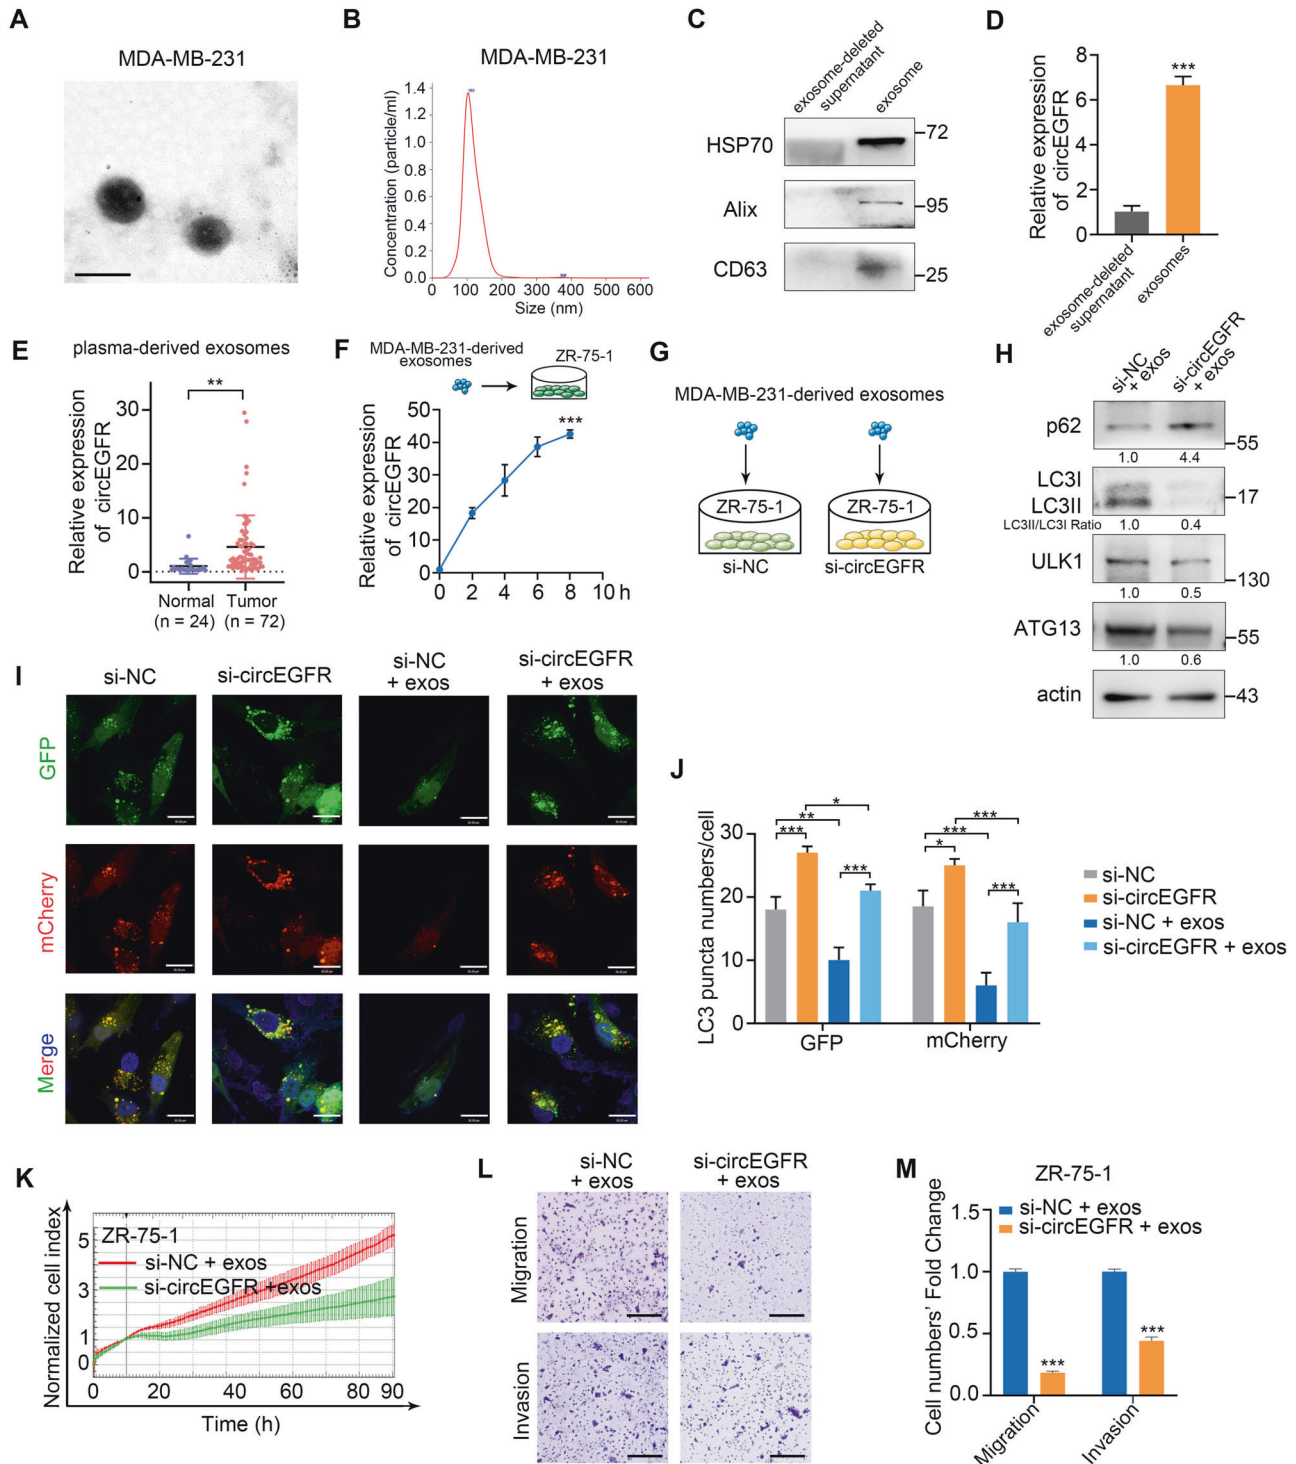 A
MDA-MB-231
B
MDA-MB-231
Concentration (particle/ml)
1.4
1.2
1.0
0.8
0.6
0.4
0.2
0.0
0 100 200 300 400 500 600
Size (nm)
C
exosome-deleted
supernatant
exosome
HSP70
72
Alix
95
CD63
25
D
Relative expression
of circEGFR
8
6
4
2
0
***
exosome-deleted
supernatant
exosomes
E
plasma-derived exosomes
Relative expression
of circEGFR
30
20
10
0
**
Normal
(n = 24)
Tumor
(n = 72)
F
MDA-MB-231-derived
exosomes
ZR-75-1
Relative expression
of circEGFR
50
40
30
20
10
0
***
0 2 4 6 8 10 h
G
MDA-MB-231-derived exosomes
ZR-75-1 ZR-75-1
si-NC si-circEGFR
H
si-NC
+ exos
si-circEGFR
+ exos
p62
55
1.0 4.4
LC3I
LC3II
17
LC3II/LC3I Ratio 1.0 0.4
ULK1
130
1.0 0.5
ATG13
55
1.0 0.6
actin
43
I
si-NC
si-circEGFR
si-NC
+ exos
si-circEGFR
+ exos
GFP
mCherry
Merge
J
LC3 puncta numbers/cell
30
20
10
0
*
**
***
***
***
***
*
***
GFP
mCherry
si-NC
si-circEGFR
si-NC + exos
si-circEGFR + exos
K
Normalized cell index
5
3
1
0
ZR-75-1
si-NC + exos
si-circEGFR +exos
0 20 40 60 80 90
Time (h)
L
si-NC
+ exos
si-circEGFR
+ exos
Migration
Invasion
M
ZR-75-1
Cell numbers' Fold Change
1.5
1.0
0.5
0.0
si-NC + exos
si-circEGFR + exos
***
***
Migration
Invasion